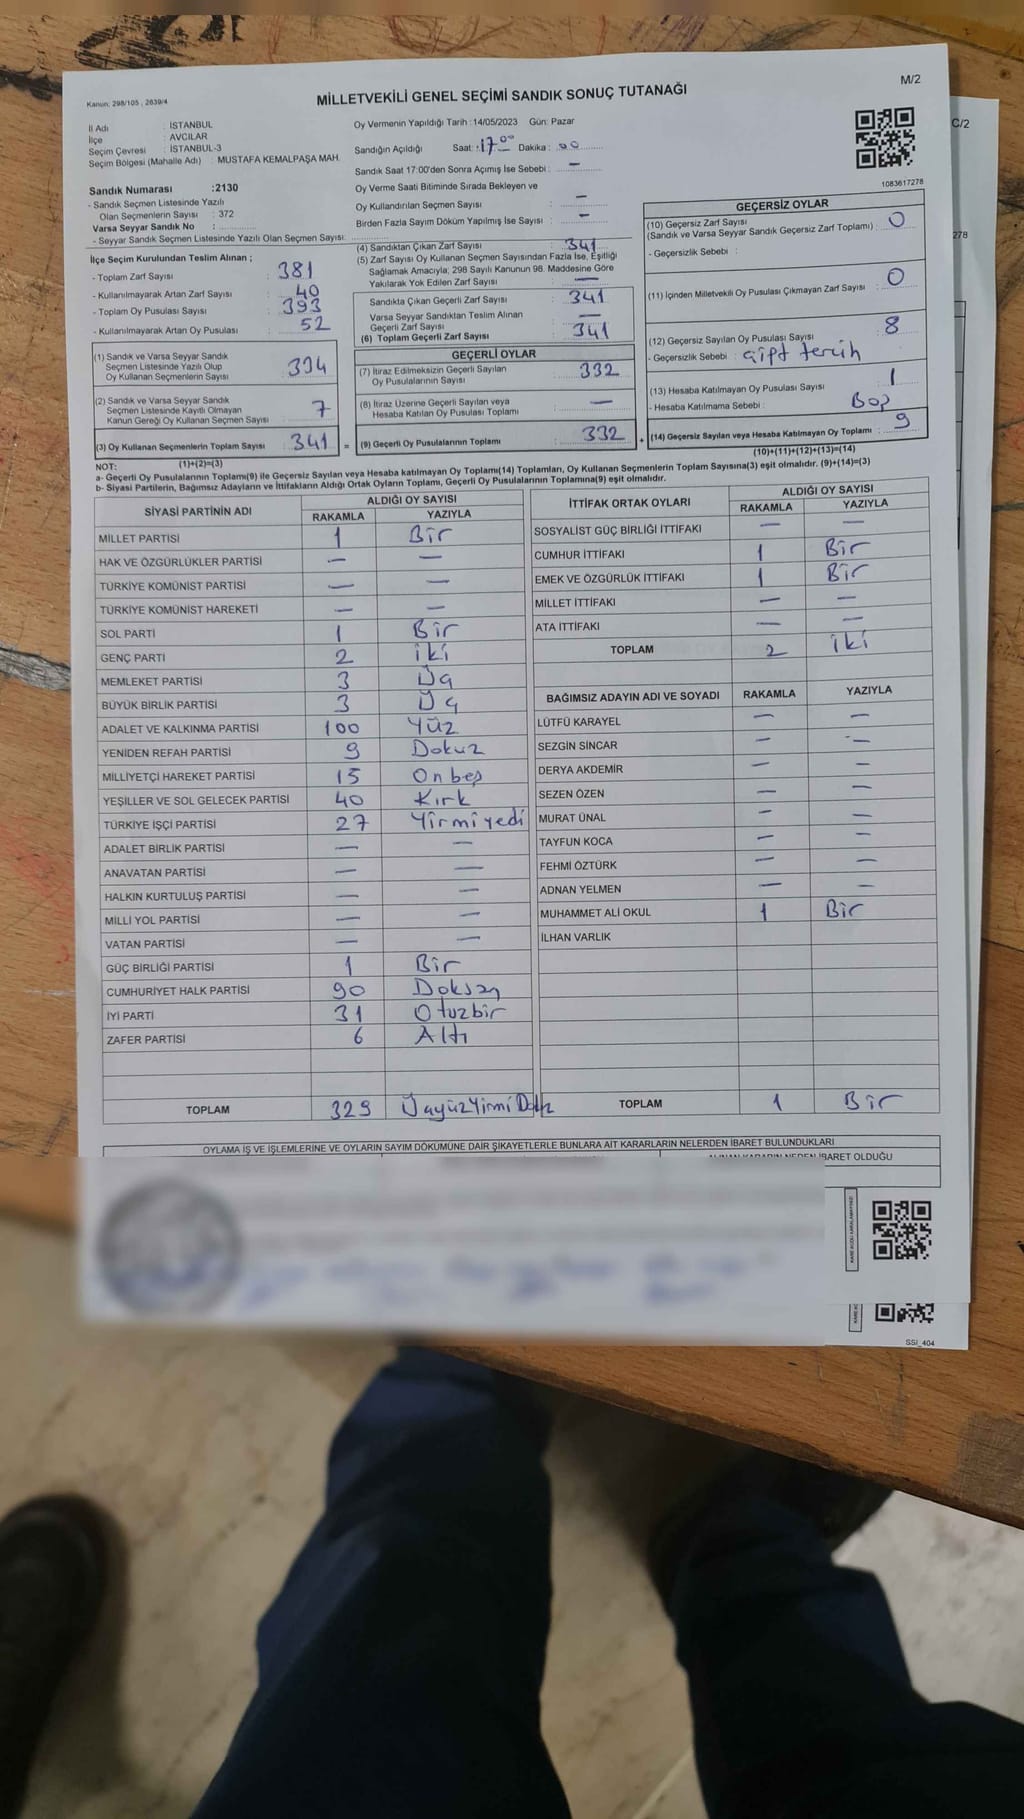 M/2
Kanun: 298/105 , 2839/4
MİLLETVEKİLİ GENEL SEÇİMİ SANDIK SONUÇ TUTANAĞI
C/2
İl Adı : İSTANBUL
İlçe : AVCILAR
Seçim Çevresi : İSTANBUL-3
Seçim Bölgesi (Mahalle Adı) : MUSTAFA KEMALPAŞA MAH.
Oy Vermenin Yapıldığı Tarih :14/05/2023 Gün: Pazar
Sandığın Açıldığı Saat: 17 00 Dakika : 00
Sandık Saat 17:00'den Sonra Açımış İse Sebebi : —
Oy Verme Saati Bitiminde Sırada Bekleyen ve
Oy Kullandırılan Seçmen Sayısı : —
Birden Fazla Sayım Döküm Yapılmış İse Sayısı : —
1083617278
278
Sandık Numarası :2130
- Sandık Seçmen Listesinde Yazılı
Olan Seçmenlerin Sayısı : 372
Varsa Seyyar Sandık No :
- Seyyar Sandık Seçmen Listesinde Yazılı Olan Seçmen Sayısı:
İlçe Seçim Kurulundan Teslim Alınan ;
- Toplam Zarf Sayısı : 381
- Kullanılmayarak Artan Zarf Sayısı : 40
- Toplam Oy Pusulası Sayısı : 393
- Kullanılmayarak Artan Oy Pusulası : 52
(1) Sandık ve Varsa Seyyar Sandık
Seçmen Listesinde Yazılı Olup
Oy Kullanan Seçmenlerin Sayısı : 334
(2) Sandık ve Varsa Seyyar Sandık
Seçmen Listesinde Kayıtlı Olmayan
Kanun Gereği Oy Kullanan Seçmen Sayısı : 7
(3) Oy Kullanan Seçmenlerin Toplam Sayısı : 341 =
(4) Sandıktan Çıkan Zarf Sayısı : 341
(5) Zarf Sayısı Oy Kullanan Seçmen Sayısından Fazla İse, Eşitliği
Sağlamak Amacıyla; 298 Sayılı Kanunun 98. Maddesine Göre
Yakılarak Yok Edilen Zarf Sayısı : —
Sandıkta Çıkan Geçerli Zarf Sayısı : 341
Varsa Seyyar Sandıktan Teslim Alınan
Geçerli Zarf Sayısı : —
(6) Toplam Geçerli Zarf Sayısı : 341
GEÇERLİ OYLAR
(7) İtiraz Edilmeksizin Geçerli Sayılan
Oy Pusulalarının Sayısı : 332
(8) İtiraz Üzerine Geçerli Sayılan veya
Hesaba Katılan Oy Pusulası Toplamı : —
(9) Geçerli Oy Pusulalarının Toplamı : 332 +
GEÇERSİZ OYLAR
(10) Geçersiz Zarf Sayısı
(Sandık ve Varsa Seyyar Sandık Geçersiz Zarf Toplamı) : 0
- Geçersizlik Sebebi :
(11) İçinden Milletvekili Oy Pusulası Çıkmayan Zarf Sayısı : 0
(12) Geçersiz Sayılan Oy Pusulası Sayısı : 8
- Geçersizlik Sebebi : çift tercih
(13) Hesaba Katılmayan Oy Pusulası Sayısı : 1
- Hesaba Katılmama Sebebi : Boş
(14) Geçersiz Sayılan veya Hesaba Katılmayan Oy Toplamı : 9
NOT: (1)+(2)=(3) (10)+(11)+(12)+(13)=(14)
a- Geçerli Oy Pusulalarının Toplamı(9) ile Geçersiz Sayılan veya Hesaba katılmayan Oy Toplamı(14) Toplamları, Oy Kullanan Seçmenlerin Toplam Sayısına(3) eşit olmalıdır. (9)+(14)=(3)
b- Siyasi Partilerin, Bağımsız Adayların ve İttifakların Aldığı Ortak Oyların Toplamı, Geçerli Oy Pusulalarının Toplamına(9) eşit olmalıdır.
SİYASİ PARTİNİN ADI ALDIĞI OY SAYISI
RAKAMLA YAZIYLA
MİLLET PARTİSİ 1 Bir
HAK VE ÖZGÜRLÜKLER PARTİSİ — —
TÜRKİYE KOMÜNİST PARTİSİ — —
TÜRKİYE KOMÜNİST HAREKETİ — —
SOL PARTİ 1 Bir
GENÇ PARTİ 2 iki
MEMLEKET PARTİSİ 3 Üç
BÜYÜK BİRLİK PARTİSİ 3 Üç
ADALET VE KALKINMA PARTİSİ 100 Yüz
YENİDEN REFAH PARTİSİ 9 Dokuz
MİLLİYETÇİ HAREKET PARTİSİ 15 Onbeş
YEŞİLLER VE SOL GELECEK PARTİSİ 40 Kırk
TÜRKİYE İŞÇİ PARTİSİ 27 Yirmiyedi
ADALET BİRLİK PARTİSİ — —
ANAVATAN PARTİSİ — —
HALKIN KURTULUŞ PARTİSİ — —
MİLLİ YOL PARTİSİ — —
VATAN PARTİSİ — —
GÜÇ BİRLİĞİ PARTİSİ 1 Bir
CUMHURİYET HALK PARTİSİ 90 Doksan
İYİ PARTİ 31 Otuzbir
ZAFER PARTİSİ 6 Altı
TOPLAM 329
İTTİFAK ORTAK OYLARI ALDIĞI OY SAYISI
RAKAMLA YAZIYLA
SOSYALİST GÜÇ BİRLİĞİ İTTİFAKI — —
CUMHUR İTTİFAKI 1 Bir
EMEK VE ÖZGÜRLÜK İTTİFAKI 1 Bir
MİLLET İTTİFAKI — —
ATA İTTİFAKI — —
TOPLAM 2 iki
BAĞIMSIZ ADAYIN ADI VE SOYADI RAKAMLA YAZIYLA
LÜTFÜ KARAYEL — —
SEZGİN SİNCAR — —
DERYA AKDEMİR — —
SEZEN ÖZEN — —
MURAT ÜNAL — —
TAYFUN KOCA — —
FEHMİ ÖZTÜRK — —
ADNAN YELMEN — —
MUHAMMET ALİ OKUL 1 Bir
İLHAN VARLIK
TOPLAM 1 Bir
OYLAMA İŞ VE İŞLEMLERİNE VE OYLARIN SAYIM DÖKÜMÜNE DAİR ŞİKAYETLERLE BUNLARA AİT KARARLARIN NELERDEN İBARET BULUNDUKLARI
İBARET OLDUĞU
SSİ_404